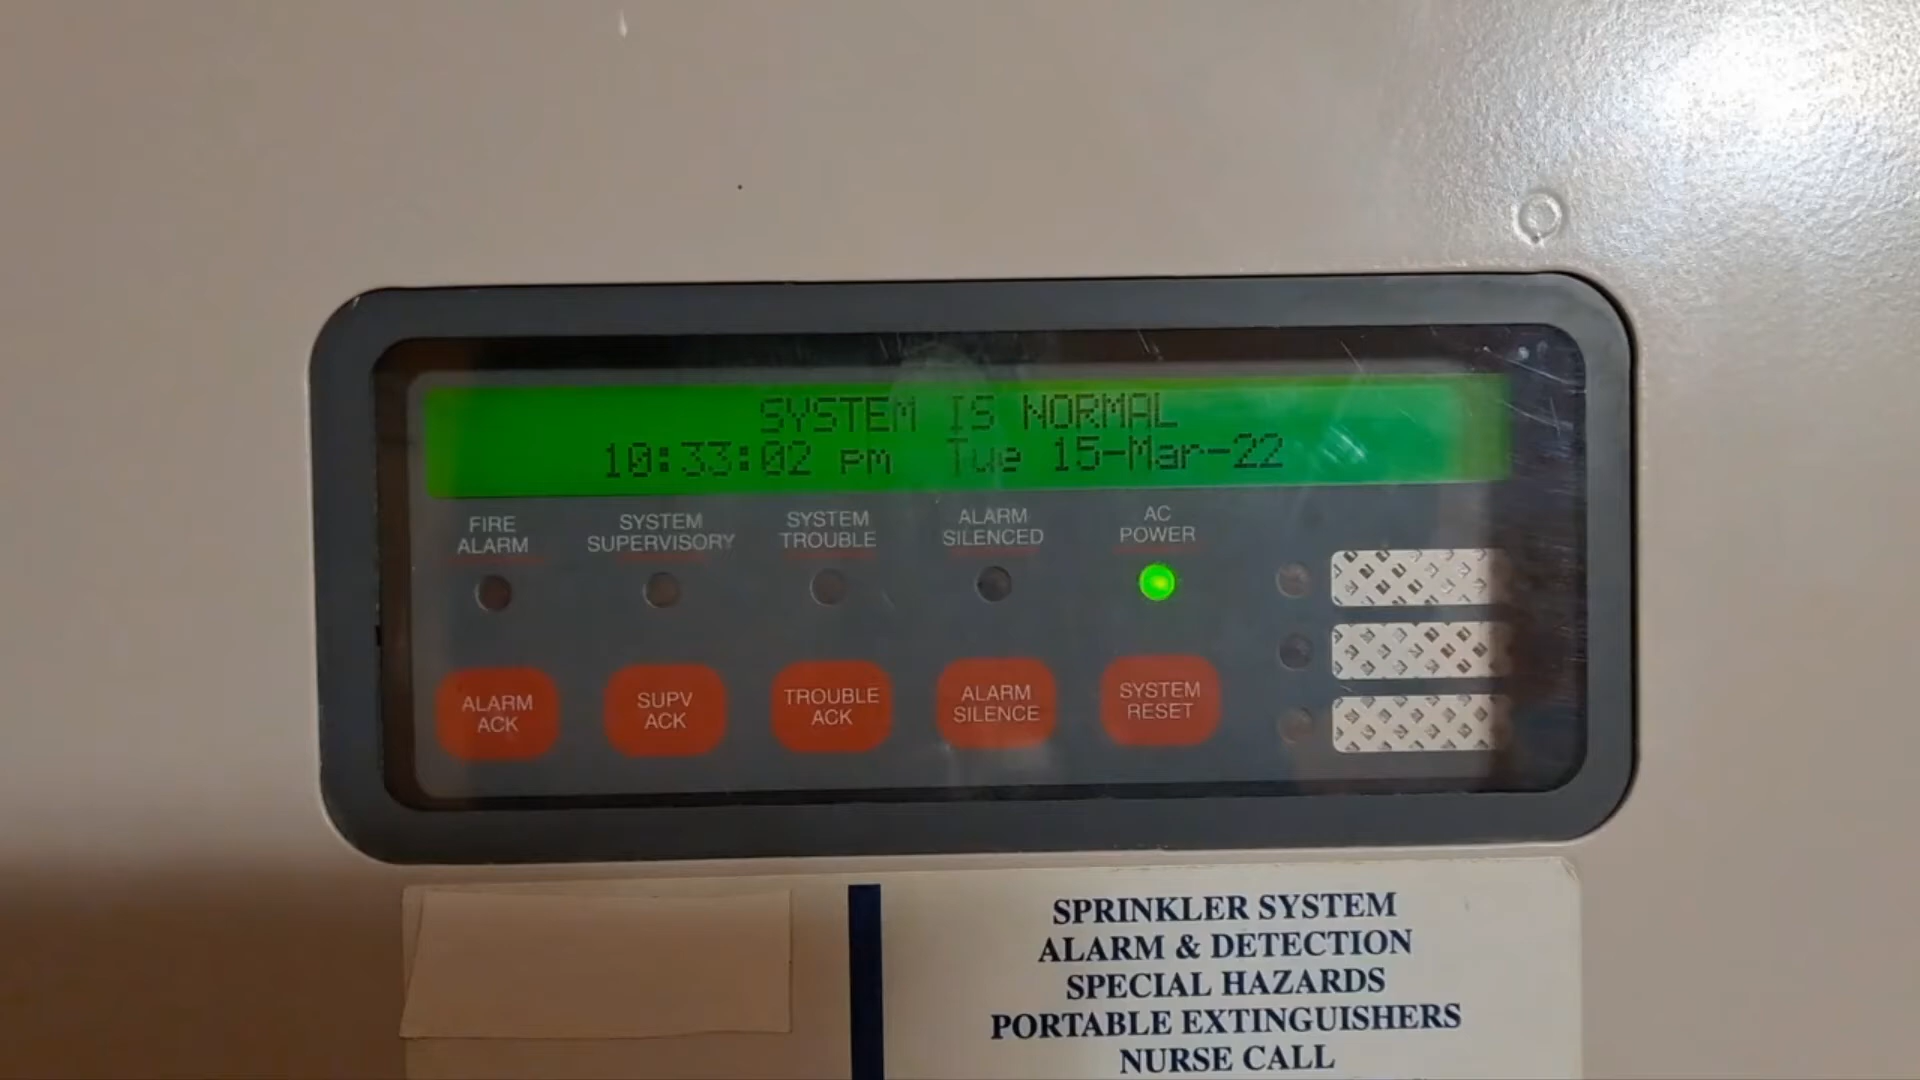 SYSTEM IS NORMAL
10:33:02 pm Tue 15-Mar-22
FIRE
ALARM
SYSTEM
SUPERVISORY
SYSTEM
TROUBLE
ALARM
SILENCED
AC
POWER
ALARM
ACK
SUPV
ACK
TROUBLE
ACK
ALARM
SILENCE
SYSTEM
RESET
SPRINKLER SYSTEM
ALARM & DETECTION
SPECIAL HAZARDS
PORTABLE EXTINGUISHERS
NURSE CALL